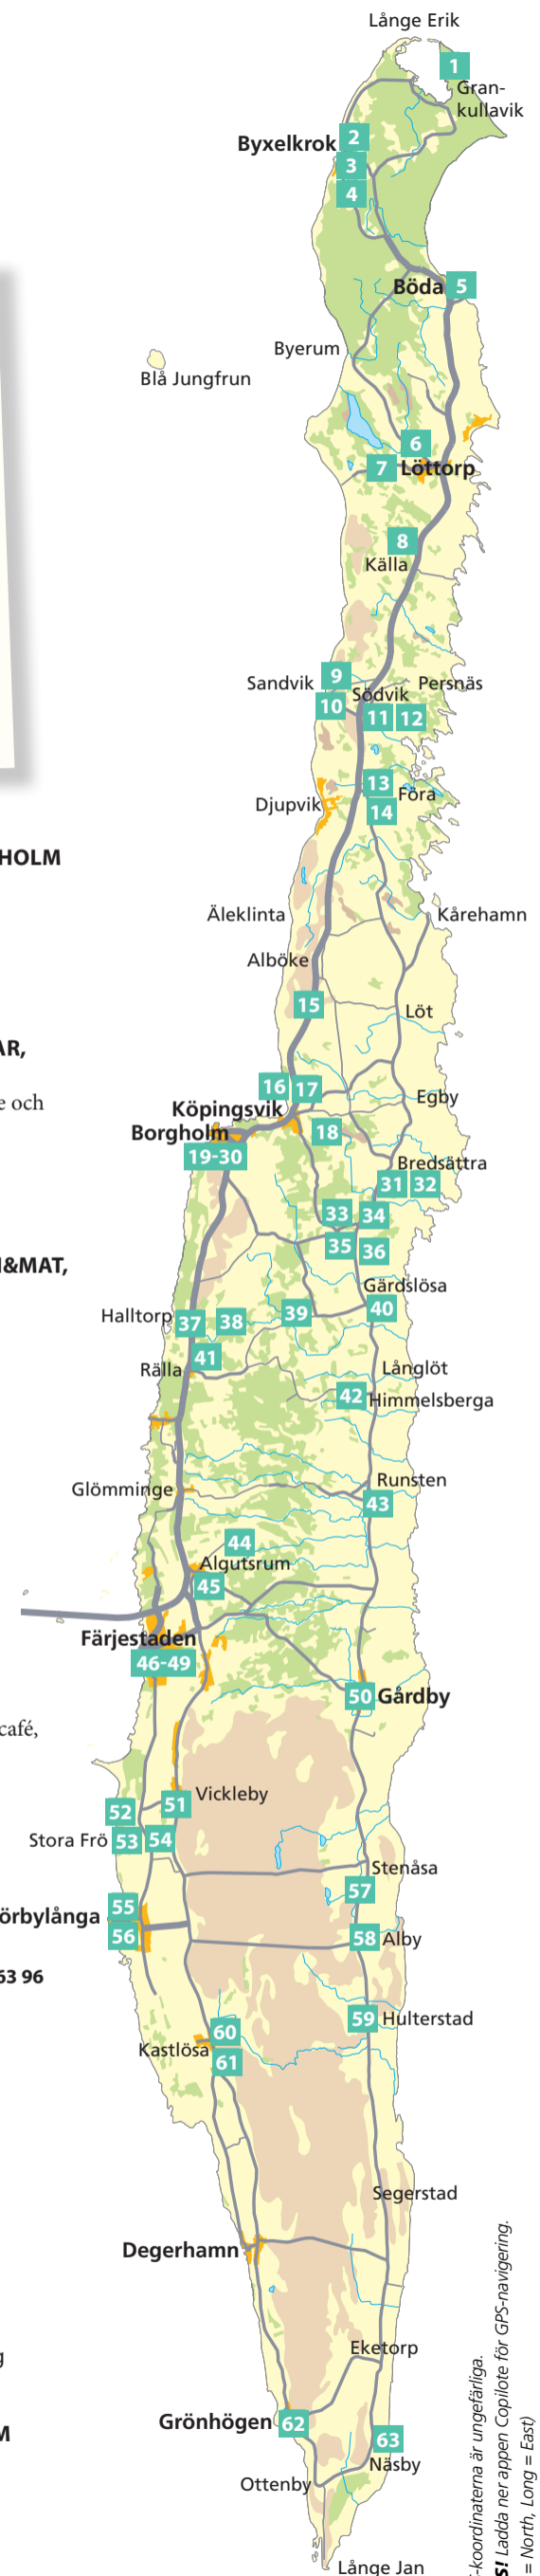 Långe Erik
1
Gran-
kullavik
Byxelkrok
2
3
4
Böda
5
Byerum
Blå Jungfrun
6
7
Löttorp
8
Källa
Sandvik
9
Södvik
Persnäs
10
11
12
13
Föra
Djupvik
14
HOLM
Äleklinta
Kårehamn
Alböke
15
Löt
AR,
16
17
Egby
e och
Köpingsvik
Borgholm
18
19-30
Bredsättra
31
32
33
34
35
36
&MAT,
Gärdslösa
Halltorp
37
38
39
40
41
Rälla
Långlöt
42
Himmelsberga
Runsten
Glömminge
43
44
Algutsrum
45
Färjestaden
46-49
50
Gårdby
café,
Vickleby
51
52
Stora Frö
53
54
Stenåsa
55
57
örbylånga
56
58
Alby
63 96
59
Hulterstad
60
Kastlösa
61
Segerstad
Degerhamn
Eketorp
g
Grönhögen
62
M
63
Näsby
Ottenby
Långe Jan
-koordinaterna är ungefärliga.
S! Ladda ner appen Copilote för GPS-navigering.
= North, Long = East)